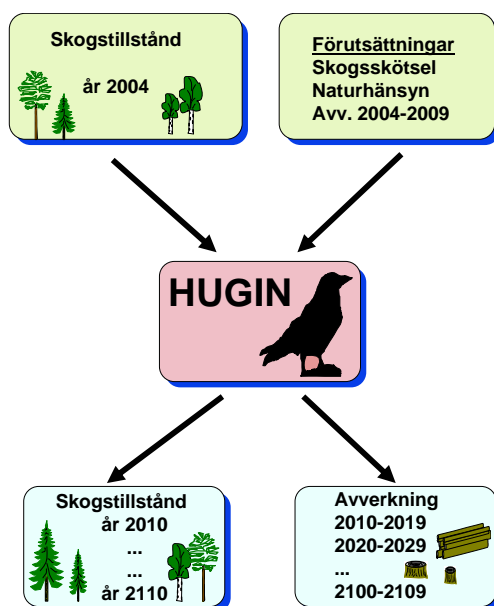 Skogstillstånd
år 2004
Förutsättningar
Skogsskötsel
Naturhänsyn
Avv. 2004-2009
HUGIN
Skogstillstånd
år 2010
...
...
år 2110
Avverkning
2010-2019
2020-2029
...
2100-2109